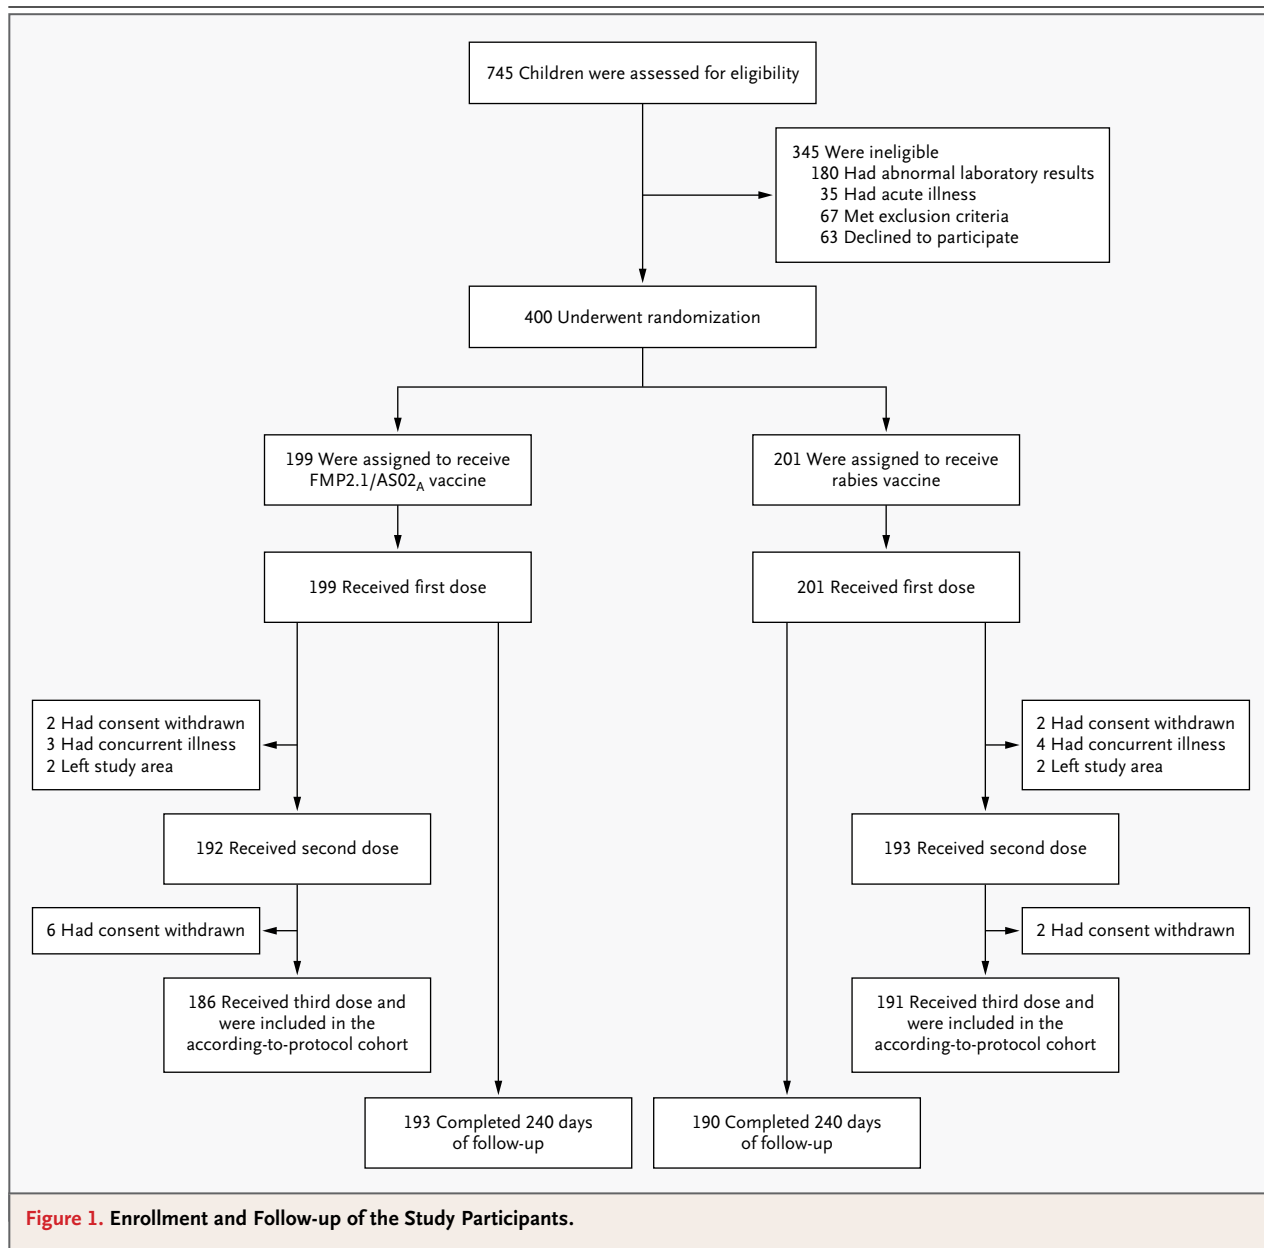 745 Children were assessed for eligibility
345 Were ineligible
180 Had abnormal laboratory results
35 Had acute illness
67 Met exclusion criteria
63 Declined to participate
400 Underwent randomization
199 Were assigned to receive
FMP2.1/AS02A vaccine
201 Were assigned to receive
rabies vaccine
199 Received first dose
201 Received first dose
2 Had consent withdrawn
3 Had concurrent illness
2 Left study area
2 Had consent withdrawn
4 Had concurrent illness
2 Left study area
192 Received second dose
193 Received second dose
6 Had consent withdrawn
2 Had consent withdrawn
186 Received third dose and
were included in the
according-to-protocol cohort
191 Received third dose and
were included in the
according-to-protocol cohort
193 Completed 240 days
of follow-up
190 Completed 240 days
of follow-up
Figure 1. Enrollment and Follow-up of the Study Participants.